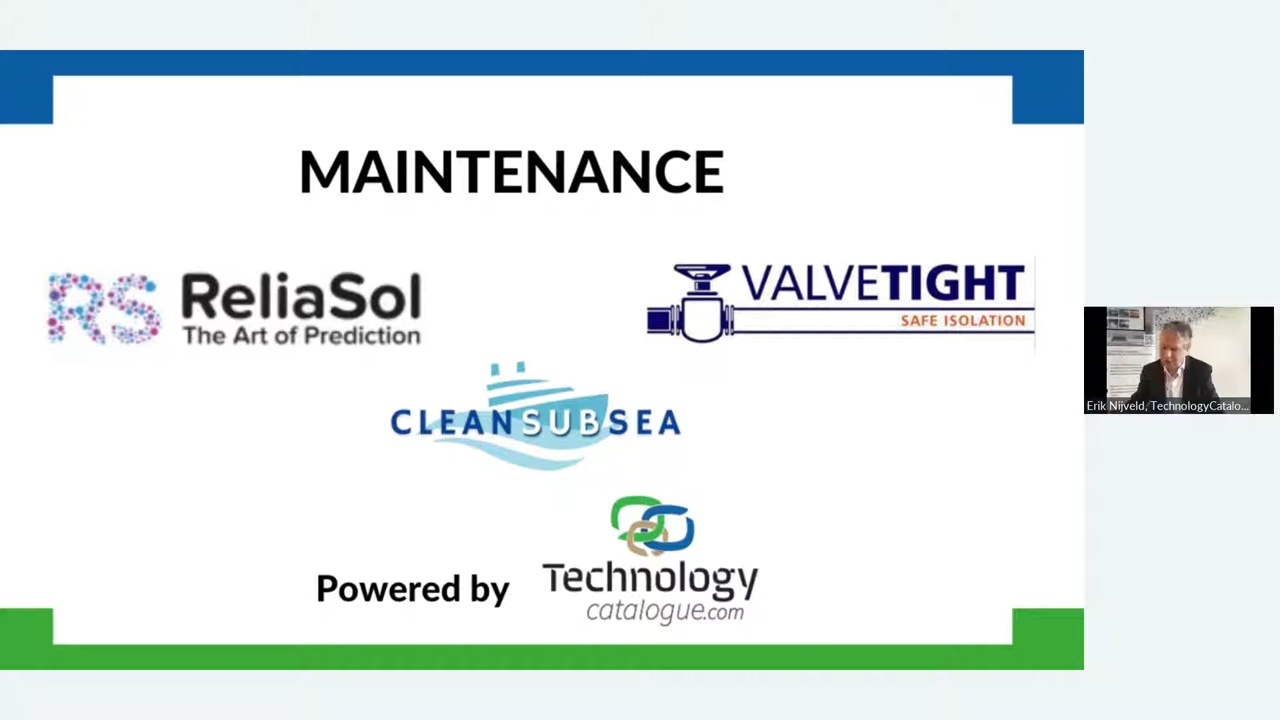 MAINTENANCE
RS ReliaSol
The Art of Prediction
VALVETIGHT
SAFE ISOLATION
CLEANSUBSEA
Powered by
Technology
catalogue.com
Erik Nijveld, TechnologyCatalo...